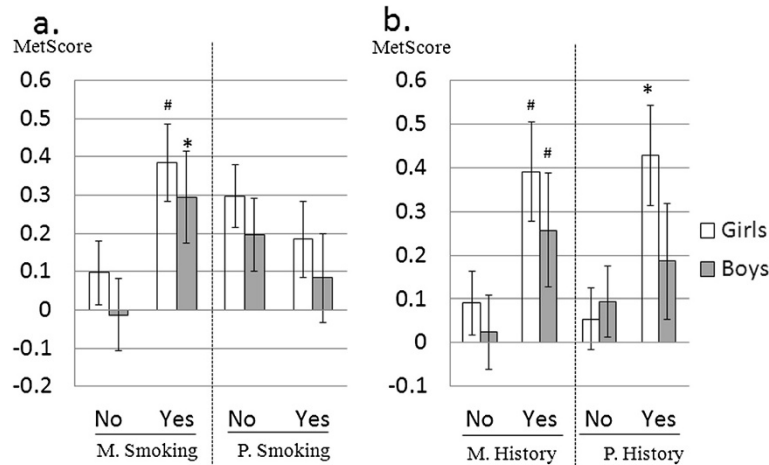 a.
MetScore
0.6
0.5
0.4
0.3
0.2
0.1
0
-0.1
-0.2
#
*
No Yes No Yes
M. Smoking P. Smoking
b.
MetScore
0.6
0.5
0.4
0.3
0.2
0.1
0
-0.1
#
#
*
No Yes No Yes
M. History P. History
Girls
Boys